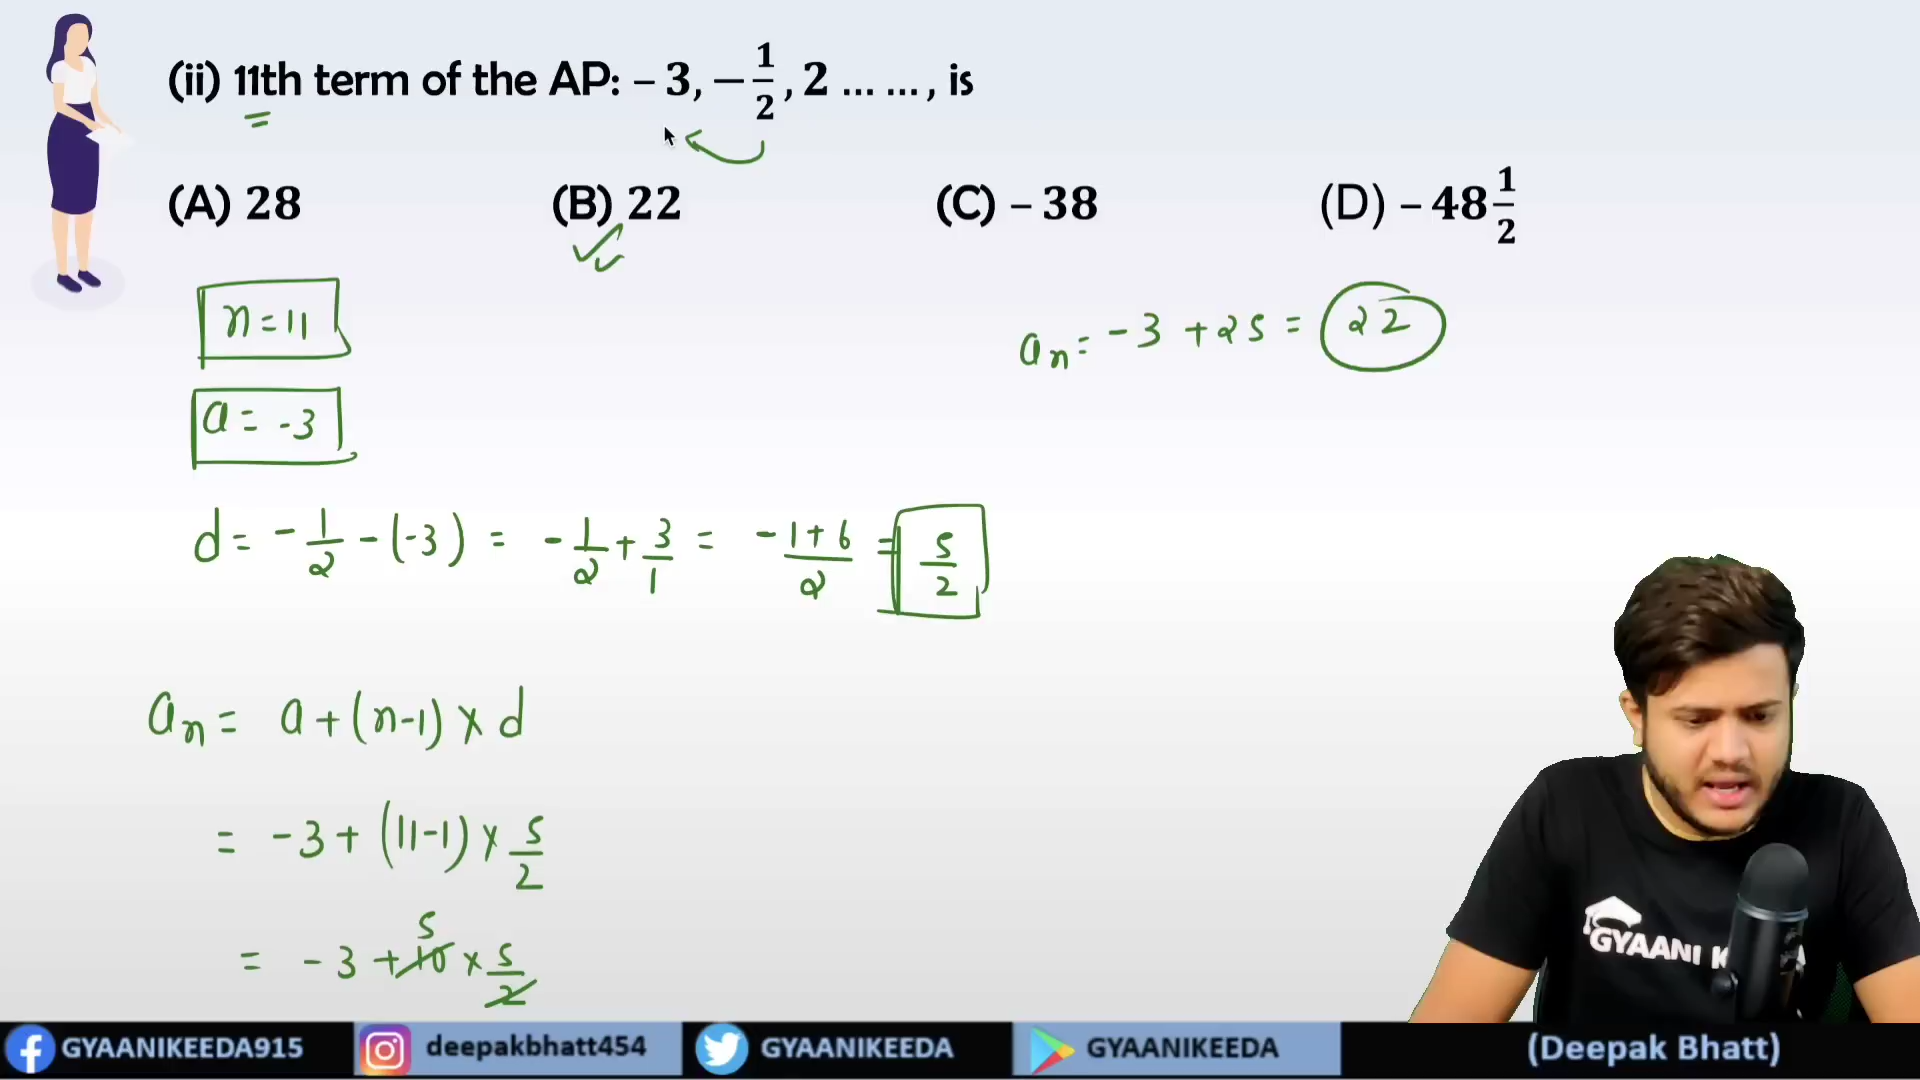 (ii) 11th term of the AP: – 3, –1/2, 2 ... ..., is
(A) 28 (B) 22 (C) – 38 (D) – 48 1/2
n = 11
a = -3
an = -3 + 25 = 22
d = -1/2 - (-3) = -1/2 + 3/1 = -1+6/2 = 5/2
an = a + (n-1) × d
= -3 + (11-1) × 5/2
5
= -3 + 10 × 5/2
GYAANI K
GYAANIKEEDA915 deepakbhatt454 GYAANIKEEDA GYAANIKEEDA (Deepak Bhatt)